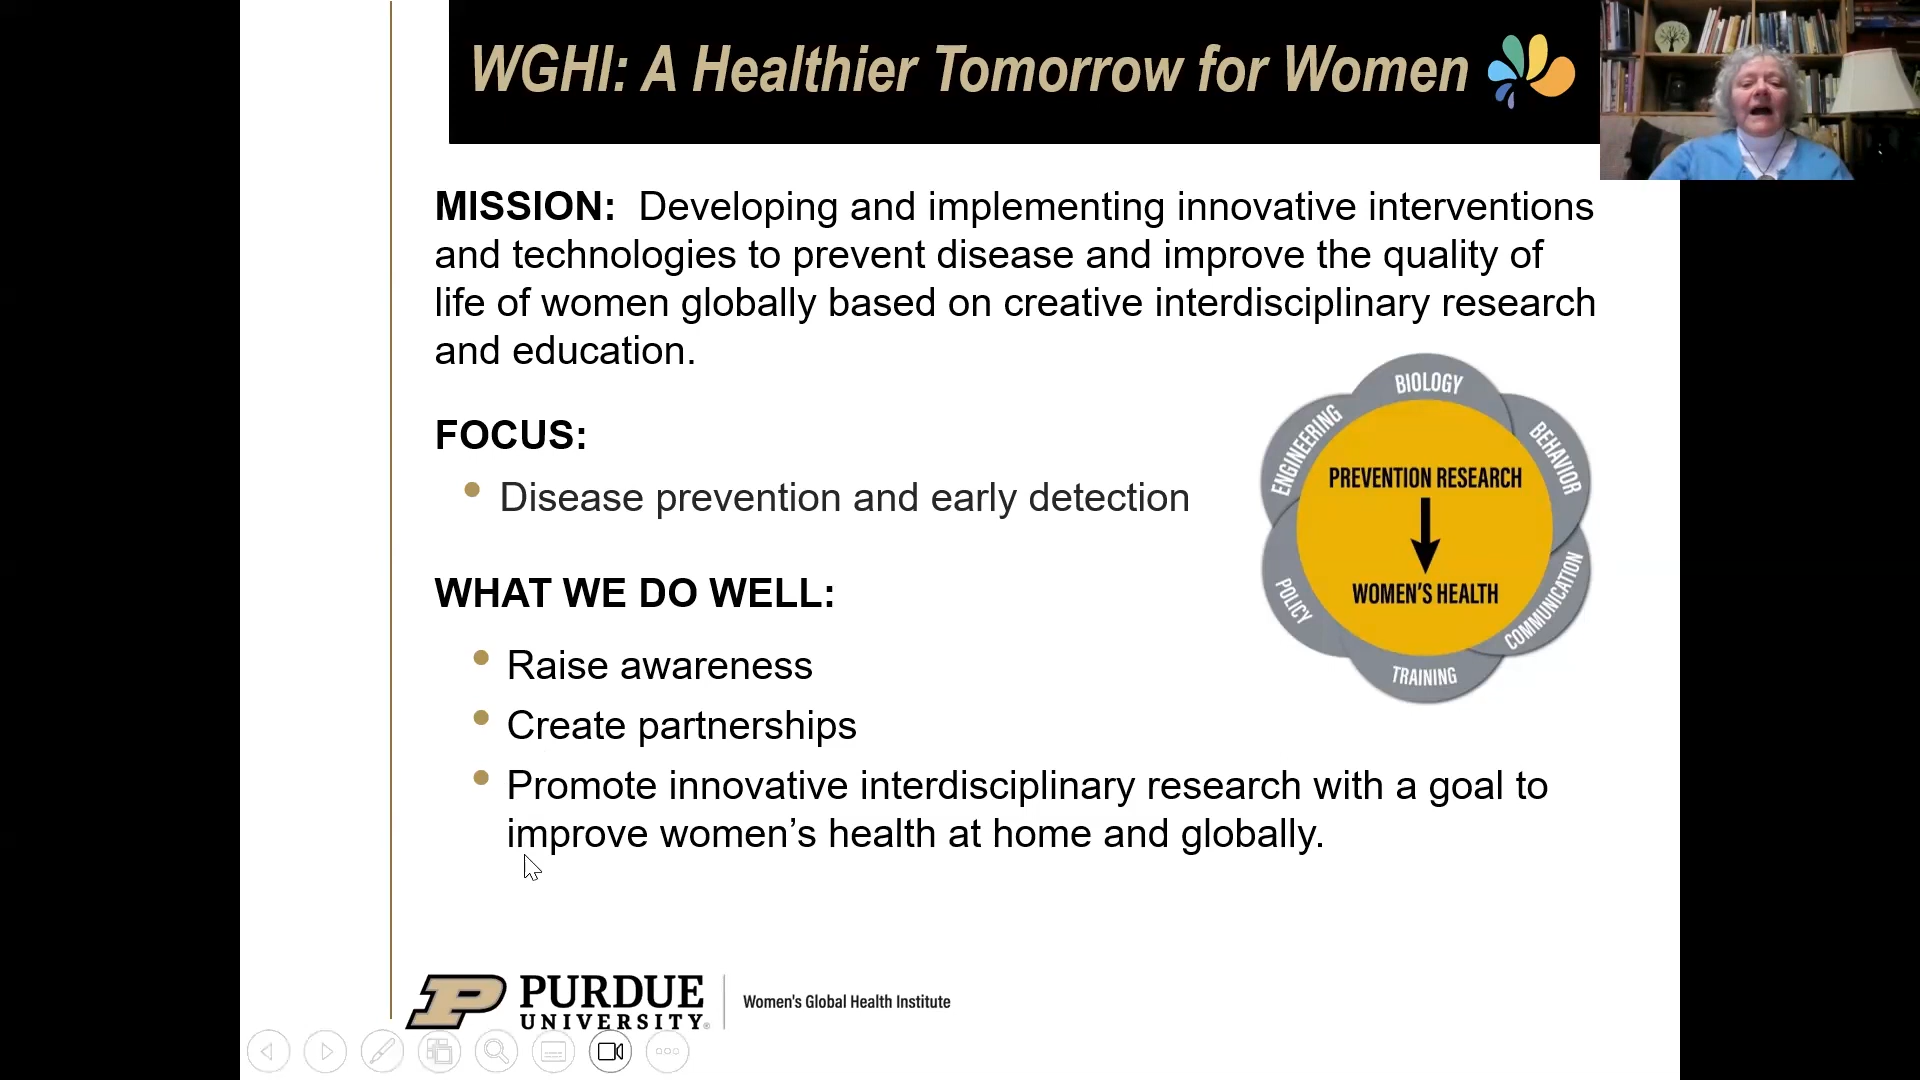 WGHI: A Healthier Tomorrow for Women
MISSION: Developing and implementing innovative interventions
and technologies to prevent disease and improve the quality of
life of women globally based on creative interdisciplinary research
and education.
FOCUS:
Disease prevention and early detection
WHAT WE DO WELL:
Raise awareness
Create partnerships
Promote innovative interdisciplinary research with a goal to
improve women’s health at home and globally.
BIOLOGY
BEHAVIOR
COMMUNICATION
TRAINING
POLICY
ENGINEERING
PREVENTION RESEARCH
WOMEN'S HEALTH
P
PURDUE
UNIVERSITY®
Women's Global Health Institute